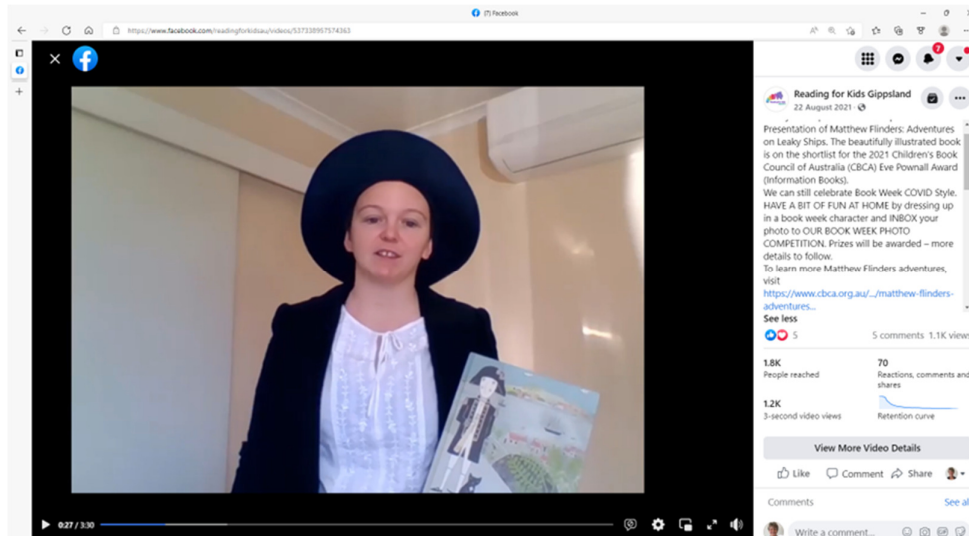 (7) Facebook
https://www.facebook.com/readingforkidsau/videos/537338957574363
7
Reading for Kids Gippsland
22 August 2021
Presentation of Matthew Flinders: Adventures
on Leaky Ships. The beautifully illustrated book
is on the shortlist for the 2021 Children's Book
Council of Australia (CBCA) Eve Pownall Award
(Information Books).
We can still celebrate Book Week COVID Style.
HAVE A BIT OF FUN AT HOME by dressing up
in a book week character and INBOX your
photo to OUR BOOK WEEK PHOTO
COMPETITION. Prizes will be awarded – more
details to follow.
To learn more Matthew Flinders adventures,
visit
https://www.cbca.org.au/.../matthew-flinders-
adventures...
See less
5
5 comments 1.1K views
1.8K
People reached
70
Reactions, comments and
shares
1.2K
3-second video views
Retention curve
View More Video Details
Like Comment Share
Comments
See al
Write a comment...
0:27 / 3:30